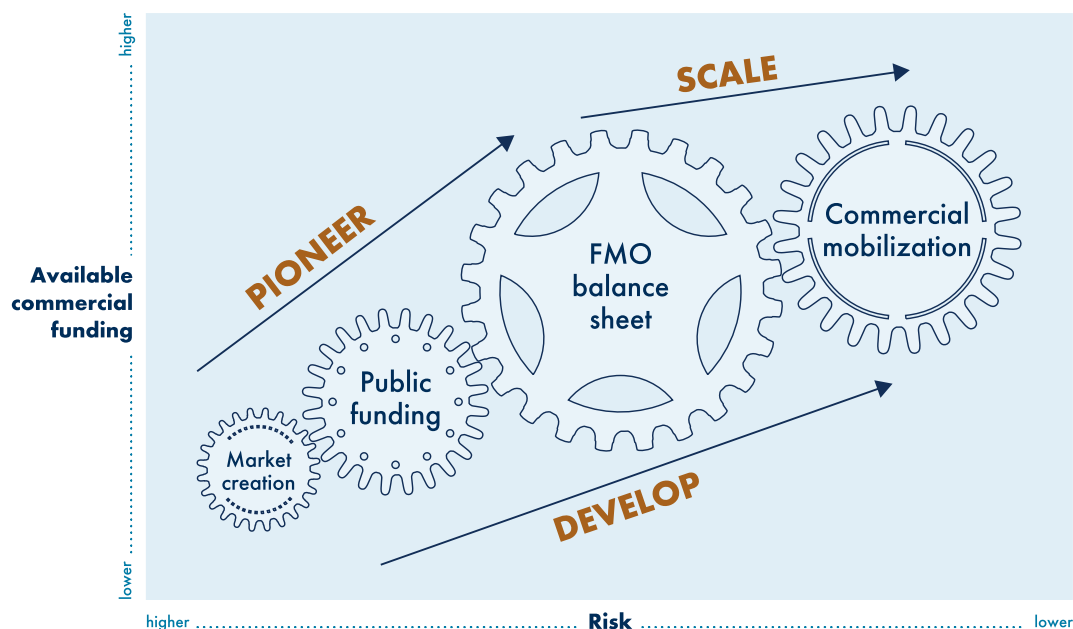 higher
SCALE
PIONEER
Commercial
mobilization
FMO
balance
sheet
Available
commercial
funding
Public
funding
Market
creation
DEVELOP
lower
higher
Risk
lower